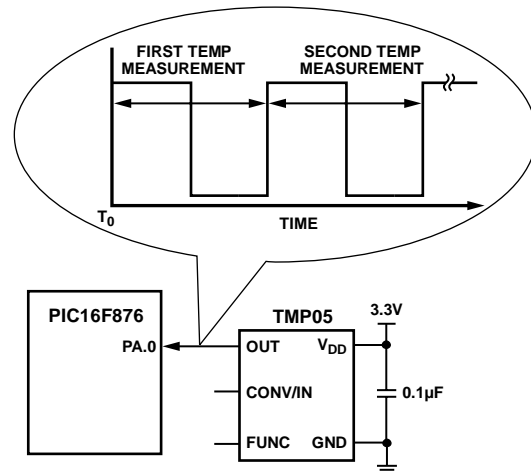 FIRST TEMP
MEASUREMENT
SECOND TEMP
MEASUREMENT
T0
TIME
PIC16F876
PA.0
TMP05
OUT
VDD
CONV/IN
FUNC
GND
3.3V
0.1µF